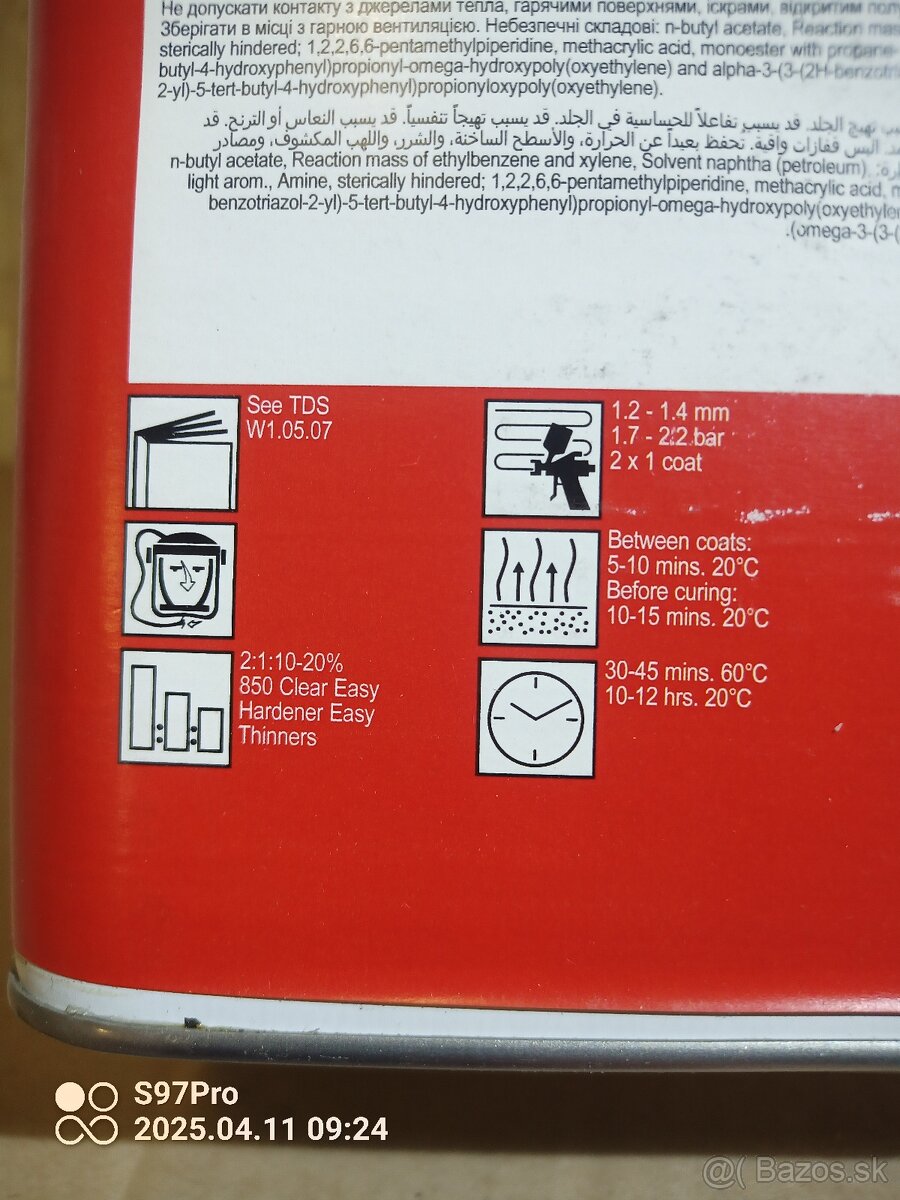 Не допускати контакту з джерелами тепла, гарячими поверхнями, іскрами, відкритим
Зберігати в місці з гарною вентиляцією. Небезпечні складові: n-butyl acetate, Reaction mas
sterically hindered; 1,2,2,6,6-pentamethylpiperidine, methacrylic acid, monoester with propane-
butyl-4-hydroxyphenyl)propionyl-omega-hydroxypoly(oxyethylene) and alpha-3-(3-(2H-benzotri
2-yl)-5-tert-butyl-4-hydroxyphenyl)propionyloxypoly(oxyethylene).
تهيج الجلد. قد يسبب تفاعلاً للحساسية في الجلد. قد يسبب تهيجاً تنفسياً. قد يسبب النعاس أو الترنح. قد
البس قفازات واقية. تحفظ بعيداً عن الحرارة، والأسطح الساخنة، والشرر، واللهب المكشوف، ومصادر
n-butyl acetate, Reaction mass of ethylbenzene and xylene, Solvent naphtha (petroleum)
light arom., Amine, sterically hindered; 1,2,2,6,6-pentamethylpiperidine, methacrylic acid, m
benzotriazol-2-yl)-5-tert-butyl-4-hydroxyphenyl)propionyl-omega-hydroxypoly(oxyethyle
.(omega-3-(3-(
See TDS
W1.05.07
2:1:10-20%
850 Clear Easy
Hardener Easy
Thinners
1.2 - 1.4 mm
1.7 - 2.2 bar
2 x 1 coat
Between coats:
5-10 mins. 20°C
Before curing:
10-15 mins. 20°C
30-45 mins. 60°C
10-12 hrs. 20°C
S97Pro
2025.04.11 09:24
@( Bazos.sk